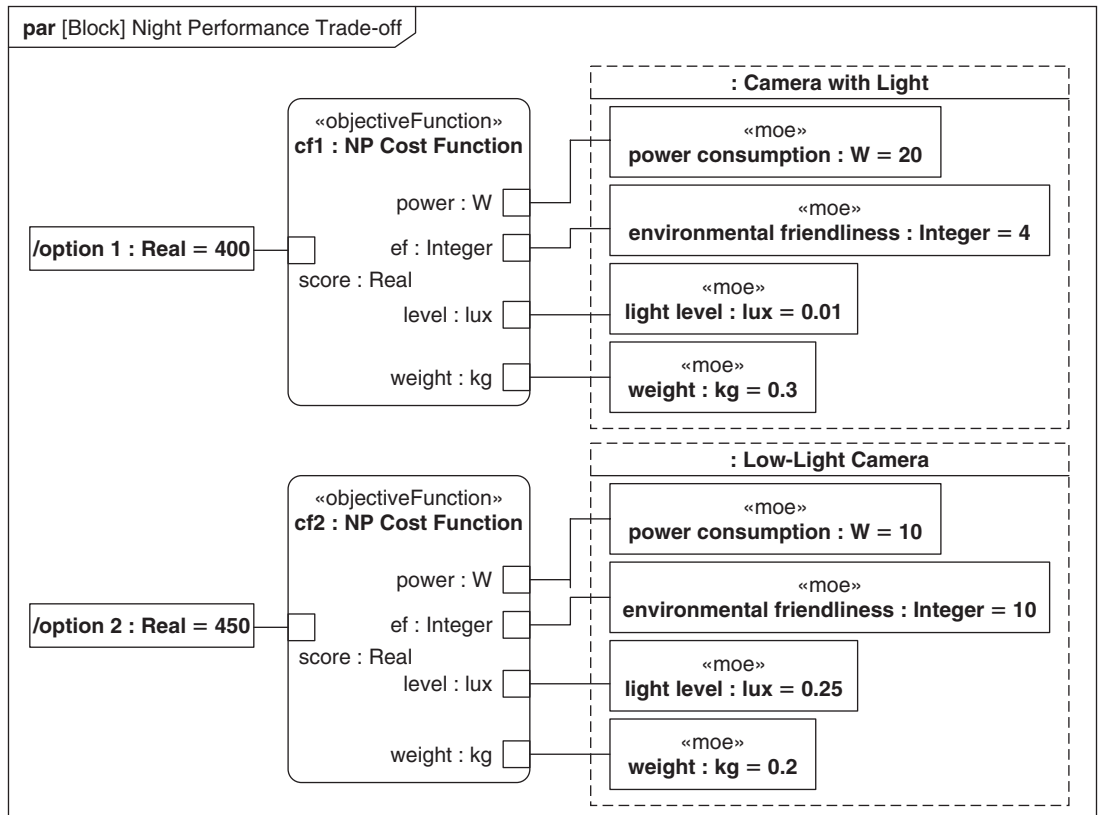 par [Block] Night Performance Trade-off
: Camera with Light
«objectiveFunction»
cf1 : NP Cost Function
«moe»
power consumption : W = 20
power : W
«moe»
environmental friendliness : Integer = 4
/option 1 : Real = 400
ef : Integer
score : Real
«moe»
light level : lux = 0.01
level : lux
«moe»
weight : kg = 0.3
weight : kg
: Low-Light Camera
«objectiveFunction»
cf2 : NP Cost Function
«moe»
power consumption : W = 10
power : W
«moe»
environmental friendliness : Integer = 10
/option 2 : Real = 450
ef : Integer
score : Real
«moe»
light level : lux = 0.25
level : lux
«moe»
weight : kg = 0.2
weight : kg